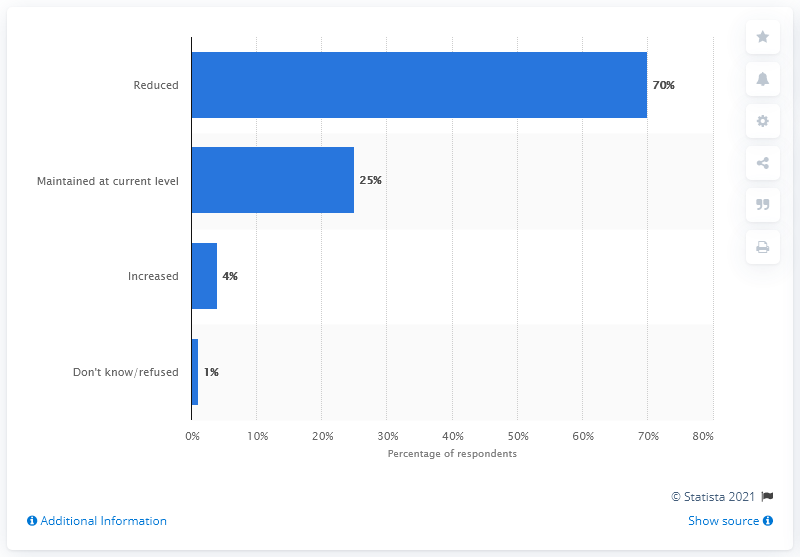 Reduced
70%
Maintained at current level
25%
Increased
4%
Don't know/refused
1%
0% 10% 20% 30% 40% 50% 60% 70% 80%
Percentage of respondents
© Statista 2021
Additional Information
Show source